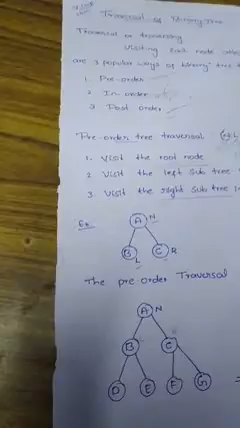 Traversal of Binary Tree
Traversal or traversing
Visiting each node
are 3 popular ways of binary tree
1. Pre-order
2 In-order
3 Post order
"Pre-order tree traversal
1. Visit the root node
2 Visit the left sub tree
3. Visit the right sub tree in
Ex.
A N
B L C R
The pre-order Traversal
A N
B C
D E F G